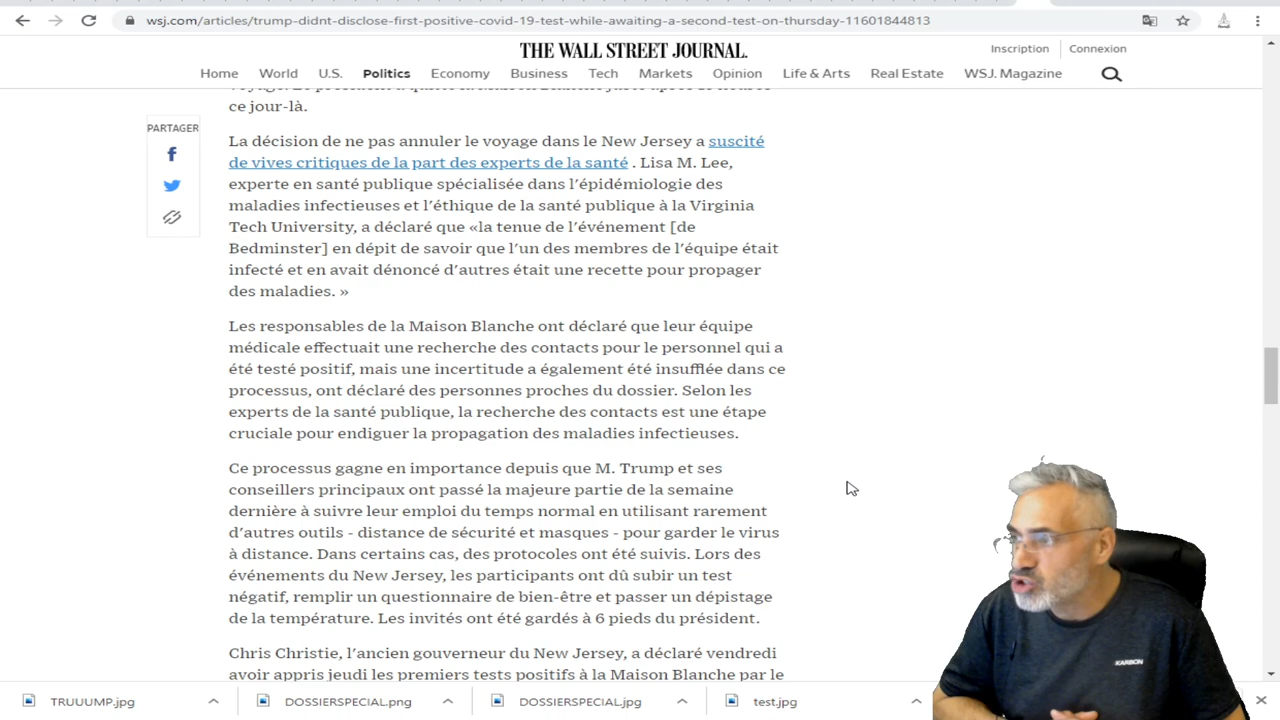 wsj.com/articles/trump-didnt-disclose-first-positive-covid-19-test-while-awaiting-a-second-test-on-thursday-11601844813
THE WALL STREET JOURNAL.
Inscription
Connexion
Home World U.S. Politics Economy Business Tech Markets Opinion Life & Arts Real Estate WSJ. Magazine
ce jour-là.
PARTAGER
f
La décision de ne pas annuler le voyage dans le New Jersey a suscité
de vives critiques de la part des experts de la santé . Lisa M. Lee,
experte en santé publique spécialisée dans l'épidémiologie des
maladies infectieuses et l'éthique de la santé publique à la Virginia
Tech University, a déclaré que «la tenue de l'événement [de
Bedminster] en dépit de savoir que l'un des membres de l'équipe était
infecté et en avait dénoncé d'autres était une recette pour propager
des maladies. »
Les responsables de la Maison Blanche ont déclaré que leur équipe
médicale effectuait une recherche des contacts pour le personnel qui a
été testé positif, mais une incertitude a également été insufflée dans ce
processus, ont déclaré des personnes proches du dossier. Selon les
experts de la santé publique, la recherche des contacts est une étape
cruciale pour endiguer la propagation des maladies infectieuses.
Ce processus gagne en importance depuis que M. Trump et ses
conseillers principaux ont passé la majeure partie de la semaine
dernière à suivre leur emploi du temps normal en utilisant rarement
d'autres outils - distance de sécurité et masques - pour garder le virus
à distance. Dans certains cas, des protocoles ont été suivis. Lors des
événements du New Jersey, les participants ont dû subir un test
négatif, remplir un questionnaire de bien-être et passer un dépistage
de la température. Les invités ont été gardés à 6 pieds du président.
Chris Christie, l'ancien gouverneur du New Jersey, a déclaré vendredi
avoir appris jeudi les premiers tests positifs à la Maison Blanche par le
KARBON
TRUUUMP.jpg
DOSSIERSPECIAL.png
DOSSIERSPECIAL.jpg
test.jpg